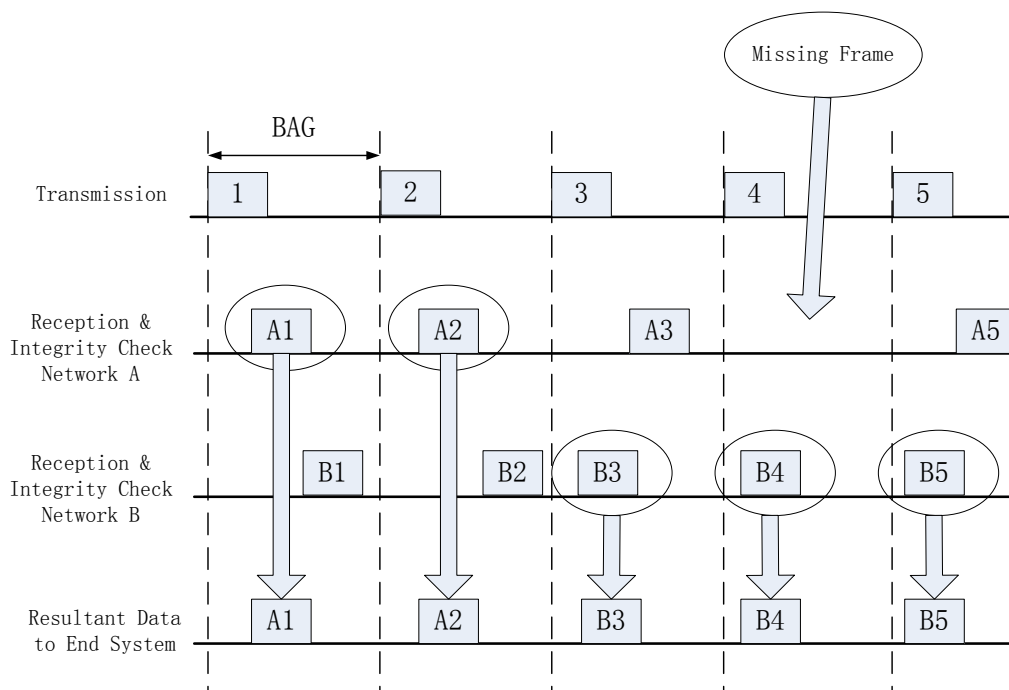 Missing Frame
BAG
Transmission
1
2
3
4
5
Reception &
Integrity Check
Network A
A1
A2
A3
A5
Reception &
Integrity Check
Network B
B1
B2
B3
B4
B5
Resultant Data
to End System
A1
A2
B3
B4
B5